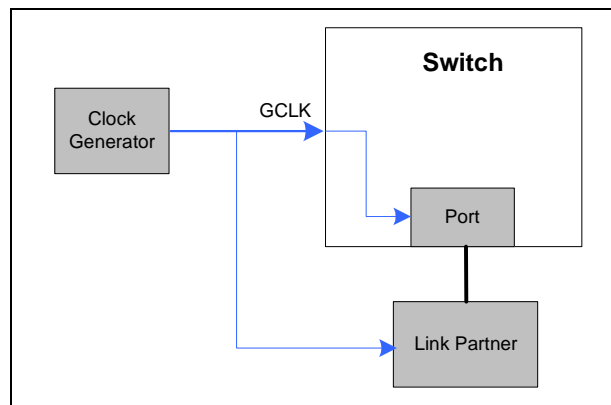 Switch
GCLK
Clock
Generator
Port
Link Partner